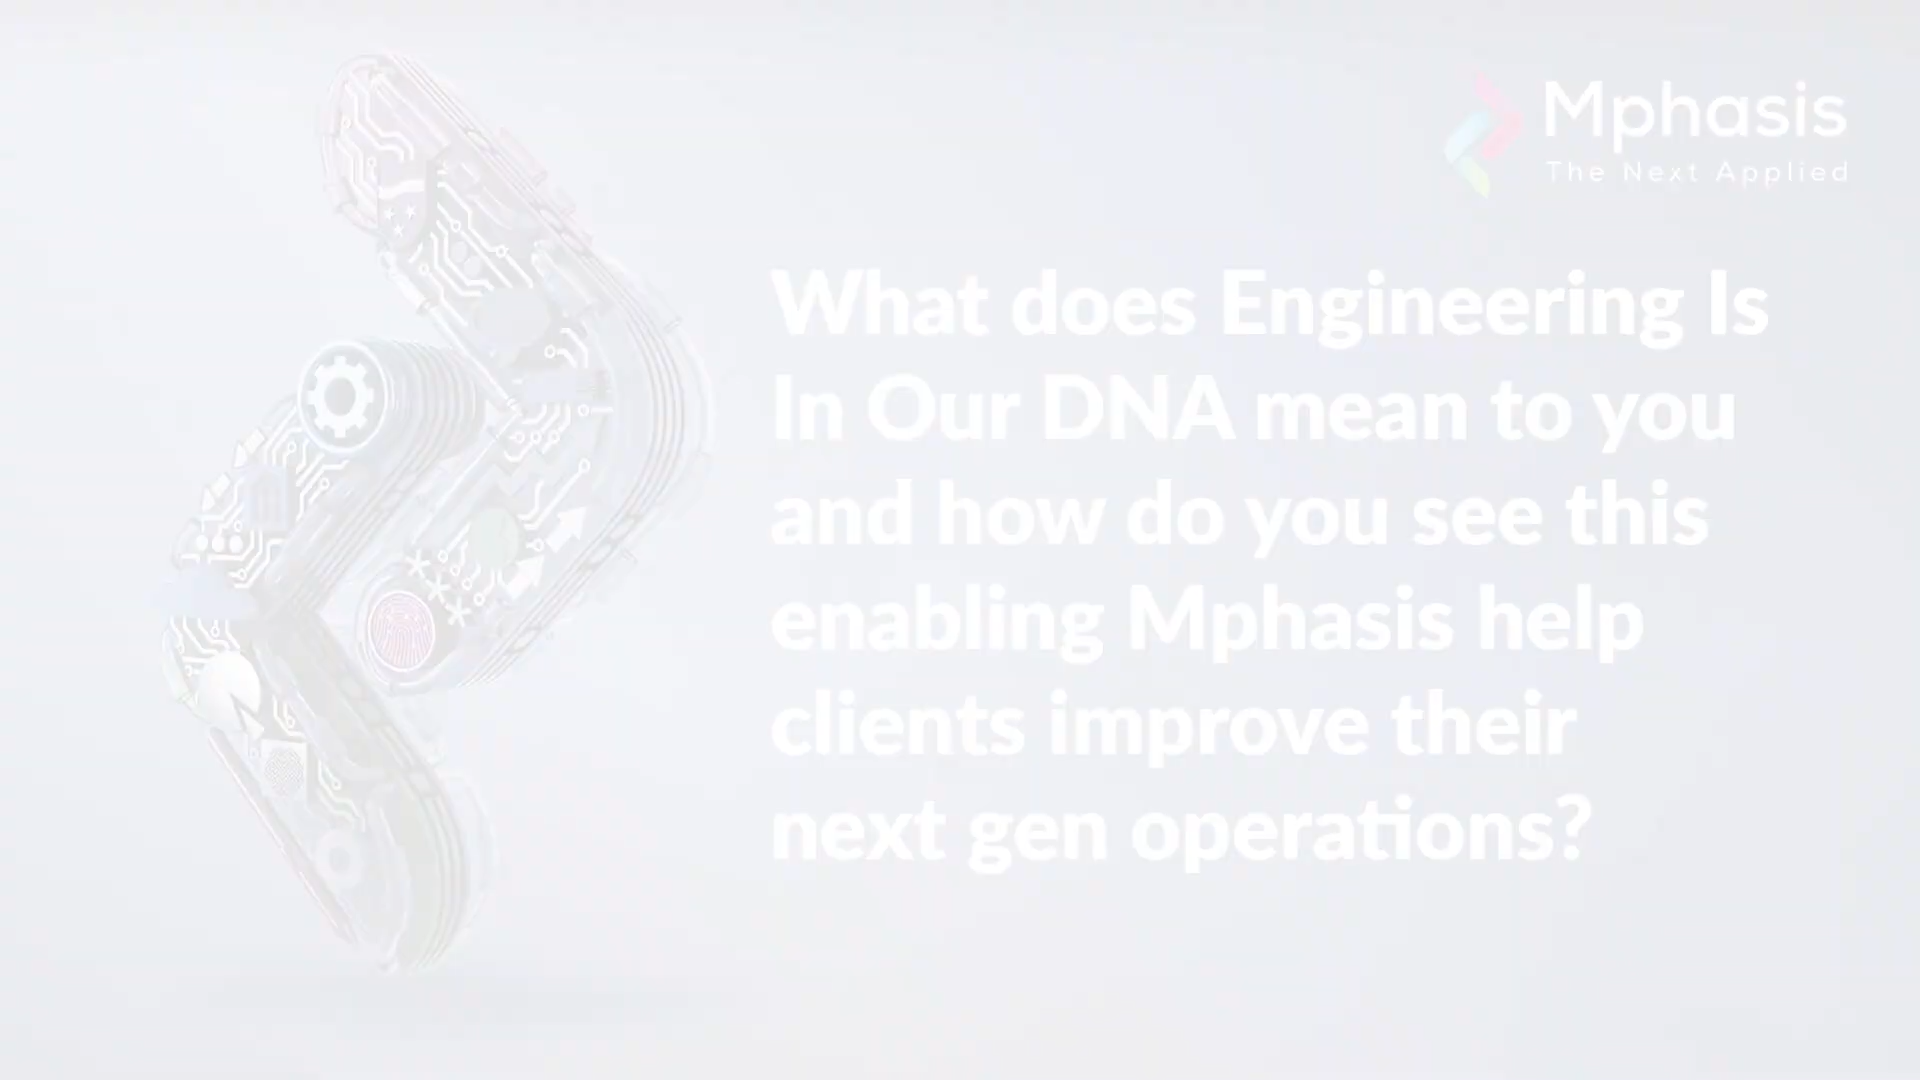 Mphasis
The Next Applied
What does Engineering Is
In Our DNA mean to you
and how do you see this
enabling Mphasis help
clients improve their
next gen operations?